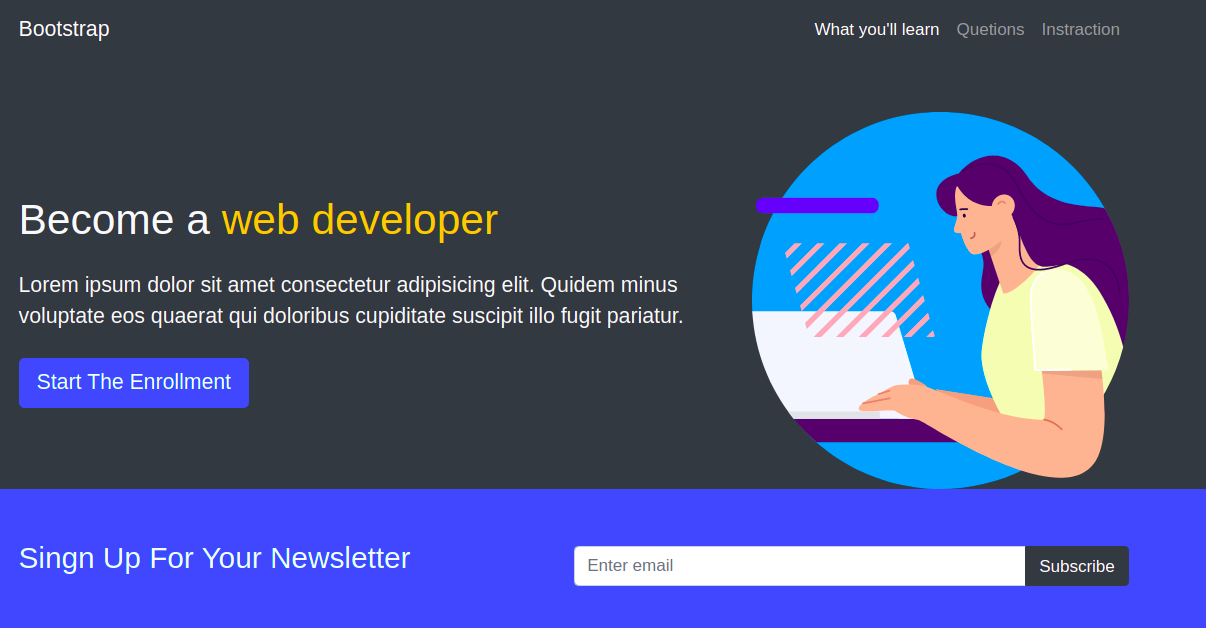 Bootstrap
What you'll learn Quetions Instraction
Become a web developer
Lorem ipsum dolor sit amet consectetur adipisicing elit. Quidem minus
voluptate eos quaerat qui doloribus cupiditate suscipit illo fugit pariatur.
Start The Enrollment
Singn Up For Your Newsletter
Enter email
Subscribe